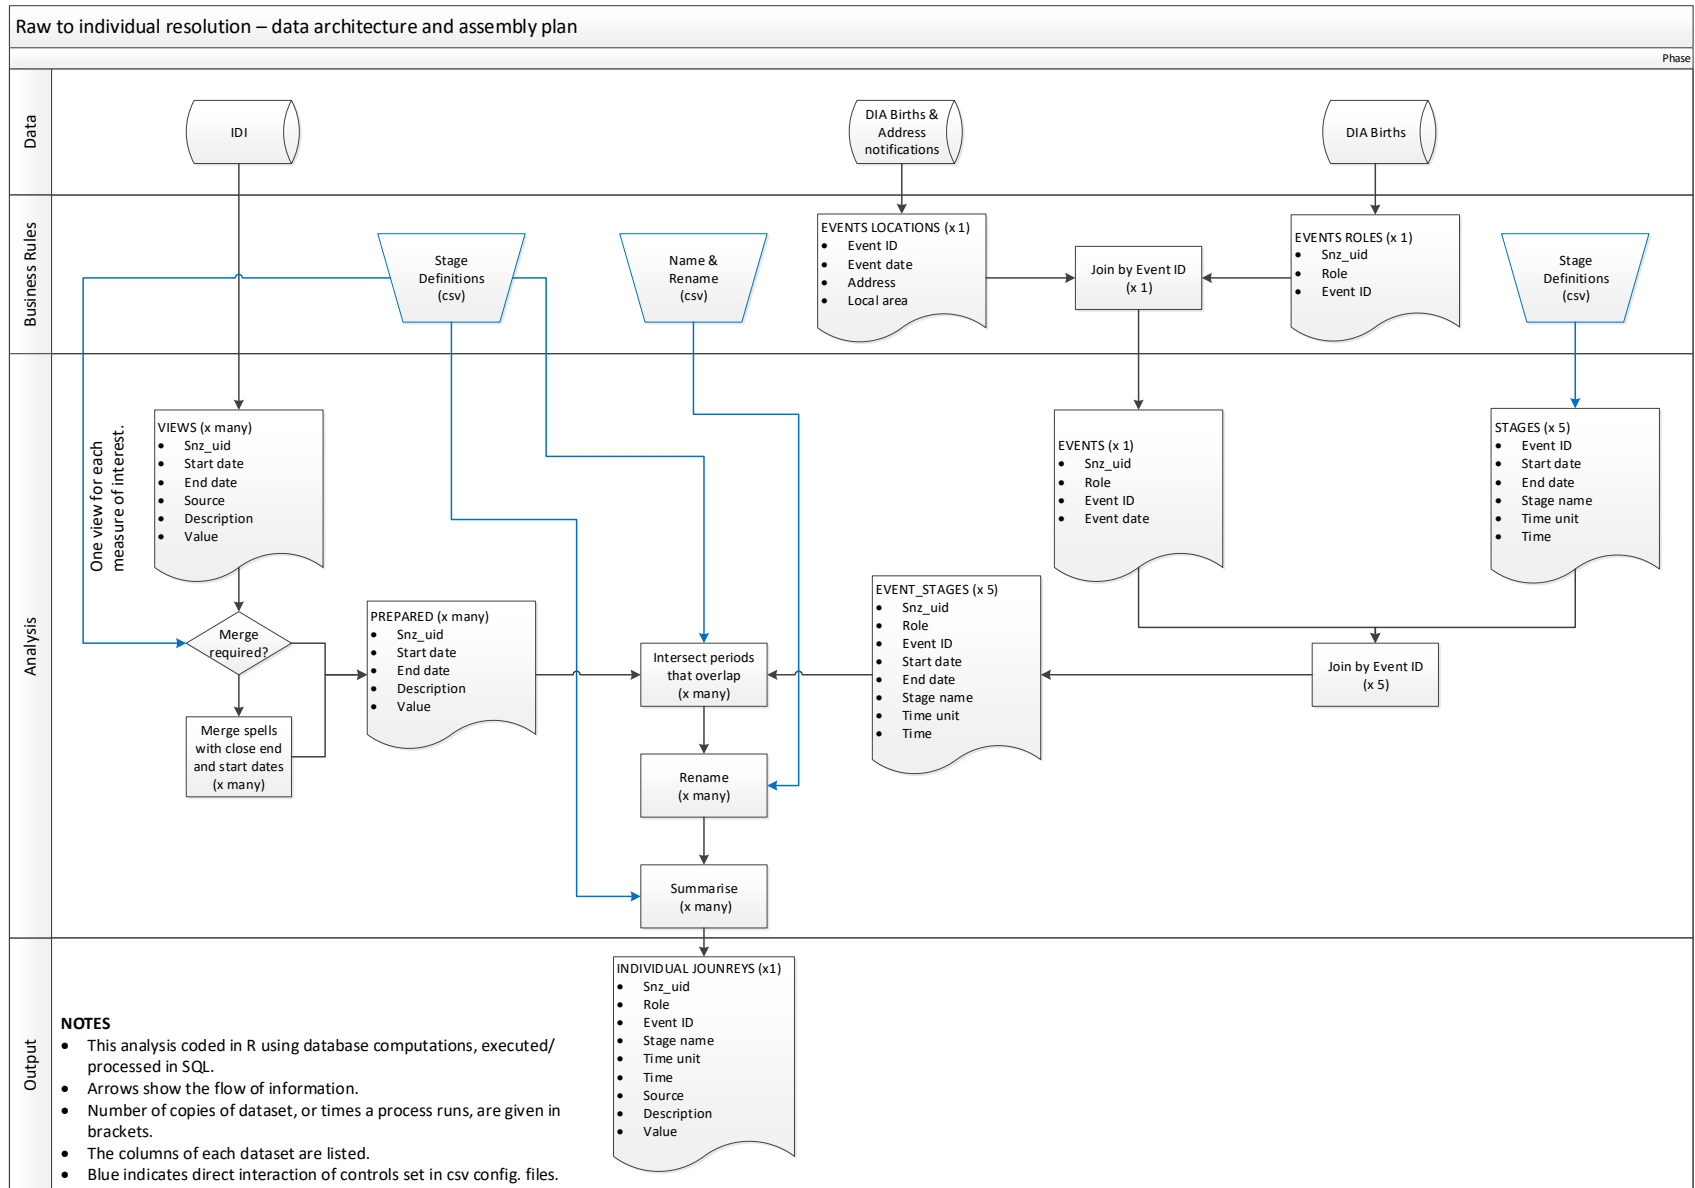 Raw to individual resolution – data architecture and assembly plan
Phase
Data
IDI
DIA Births &
Address
notifications
DIA Births
Business Rules
Stage
Definitions
(csv)
Name &
Rename
(csv)
EVENTS LOCATIONS (x 1)
• Event ID
• Event date
• Address
• Local area
Join by Event ID
(x 1)
EVENTS ROLES (x 1)
• Snz_uid
• Role
• Event ID
Stage
Definitions
(csv)
Analysis
One view for each
measure of interest.
VIEWS (x many)
• Snz_uid
• Start date
• End date
• Source
• Description
• Value
EVENTS (x 1)
• Snz_uid
• Role
• Event ID
• Event date
STAGES (x 5)
• Event ID
• Start date
• End date
• Stage name
• Time unit
• Time
Merge
required?
Merge spells
with close end
and start dates
(x many)
PREPARED (x many)
• Snz_uid
• Start date
• End date
• Description
• Value
Intersect periods
that overlap
(x many)
EVENT_STAGES (x 5)
• Snz_uid
• Role
• Event ID
• Start date
• End date
• Stage name
• Time unit
• Time
Join by Event ID
(x 5)
Rename
(x many)
Summarise
(x many)
Output
INDIVIDUAL JOUNREYS (x1)
• Snz_uid
• Role
• Event ID
• Stage name
• Time unit
• Time
• Source
• Description
• Value
NOTES
• This analysis coded in R using database computations, executed/
processed in SQL.
• Arrows show the flow of information.
• Number of copies of dataset, or times a process runs, are given in
brackets.
• The columns of each dataset are listed.
• Blue indicates direct interaction of controls set in csv config. files.